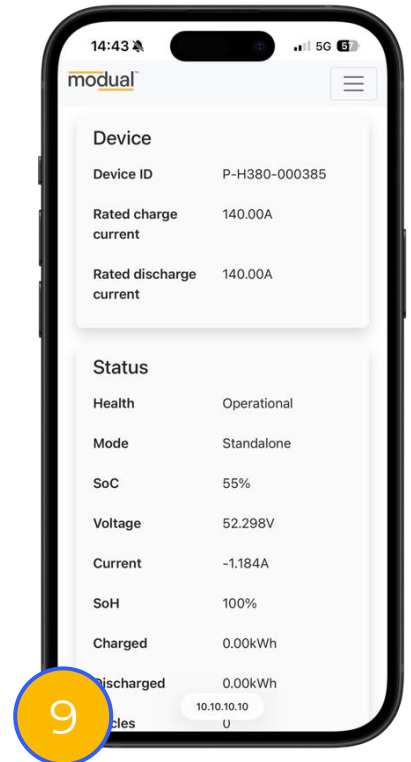 14:43 5G 57
modual™
Device
Device ID P-H380-000385
Rated charge current 140.00A
Rated discharge current 140.00A
Status
Health Operational
Mode Standalone
SoC 55%
Voltage 52.298V
Current -1.184A
SoH 100%
Charged 0.00kWh
Discharged 0.00kWh
10.10.10.10
0
9